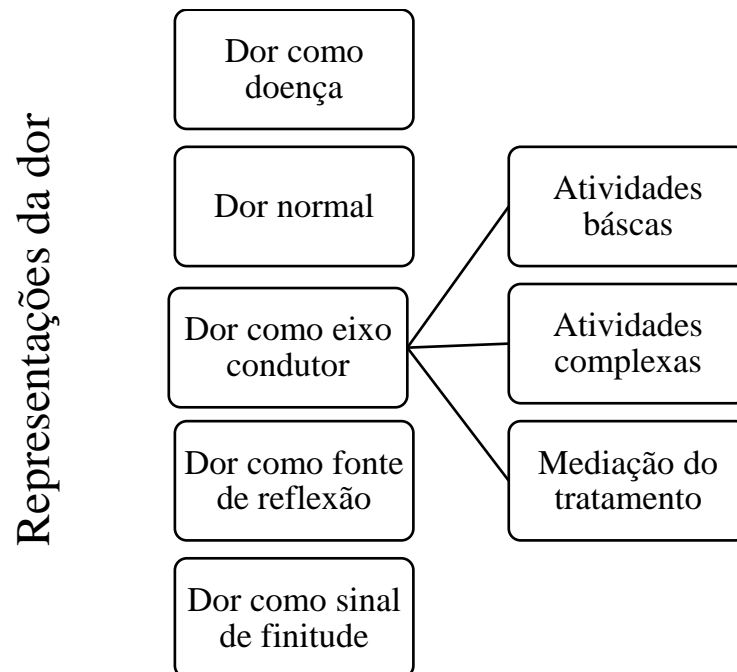 Representações da dor
Dor como
doença
Dor normal
Dor como eixo
condutor
Dor como fonte
de reflexão
Dor como sinal
de finitude
Atividades
báscas
Atividades
complexas
Mediação do
tratamento